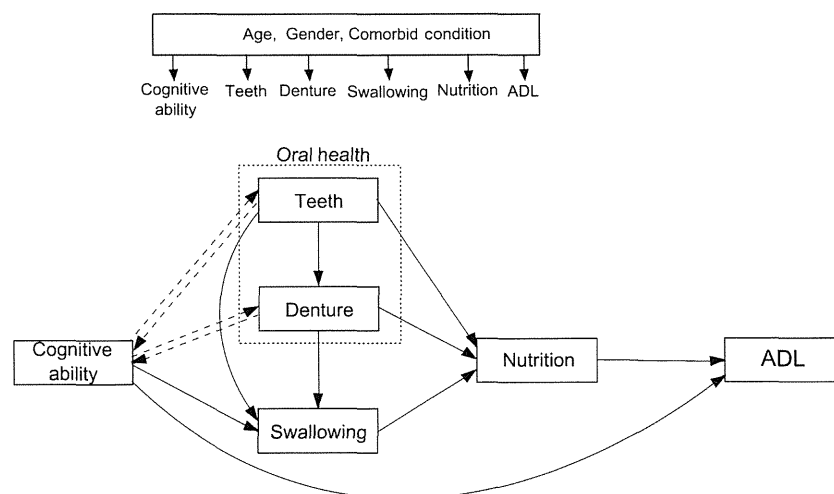 Age, Gender, Comorbid condition
Cognitive ability Teeth Denture Swallowing Nutrition ADL
Oral health
Teeth
Denture
Cognitive
ability
Nutrition
ADL
Swallowing